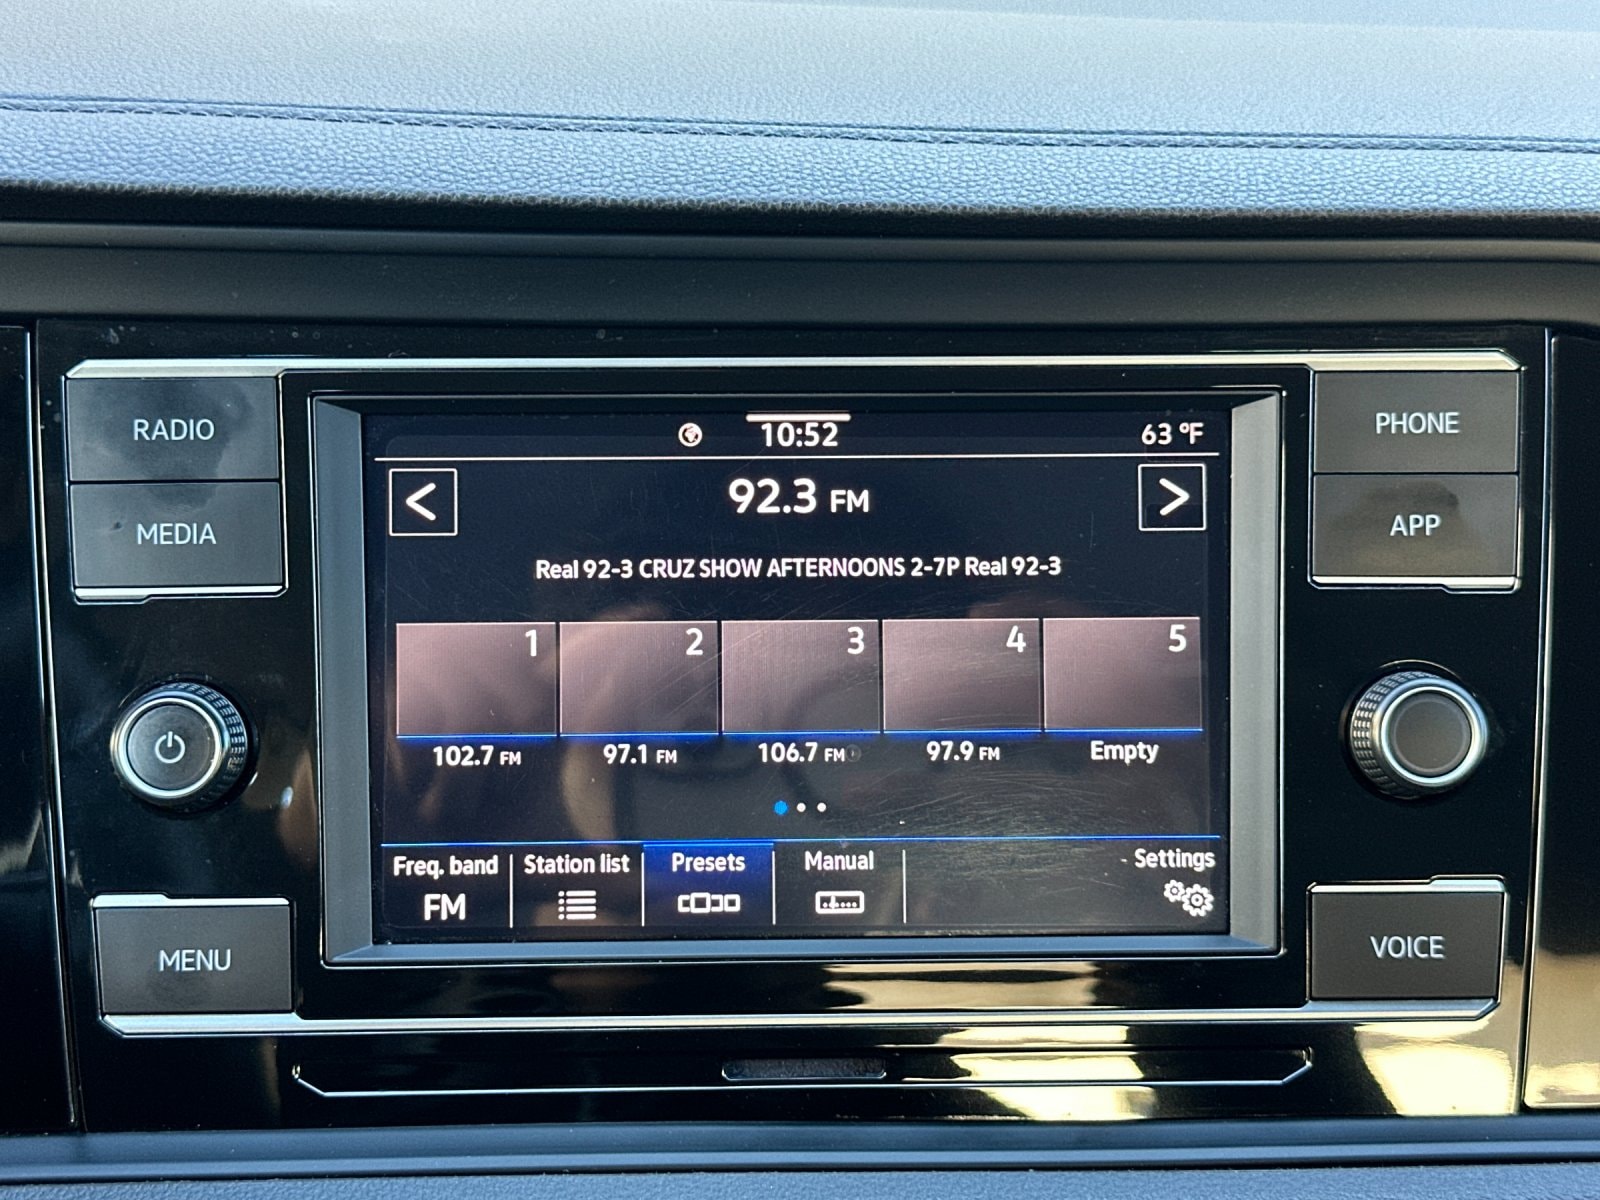 RADIO
MEDIA
MENU
10:52
63 °F
<
92.3 FM
>
Real 92-3 CRUZ SHOW AFTERNOONS 2-7P Real 92-3
1 2 3 4 5
102.7 FM 97.1 FM 106.7 FM 97.9 FM Empty
Freq. band Station list Presets Manual Settings
FM
PHONE
APP
VOICE